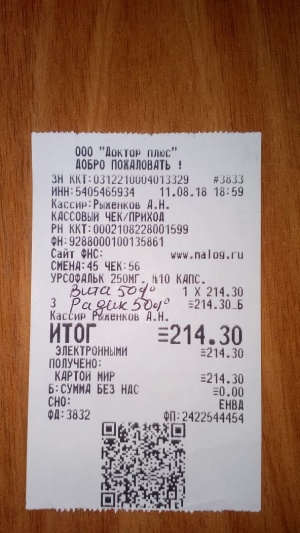 ООО "Доктор плюс"
ДОБРО ПОЖАЛОВАТЬ !
ЗН ККТ:0312210004013329 #3833
ИНН:5405465934 11.08.18 18:59
Кассир:Рыженков А.Н.
КАССОВЫЙ ЧЕК/ПРИХОД
РН ККТ:0002108228001599
ФН:9288000100135861
Сайт ФНС: www.nalog.ru
СМЕНА:45 ЧЕК:56
УРСОФАЛЬК 250МГ. №10 КАПС.
Вита 50% 1 X 214.30
3 Радик 50% =214.30_Б
Кассир Рыженков А.Н.
ИТОГ =214.30
ЭЛЕКТРОННЫМИ =214.30
ПОЛУЧЕНО:
КАРТОЙ МИР =214.30
Б:СУММА БЕЗ НДС =0.00
СНО: ЕНВД
ФД:3832 ФП:2422544454